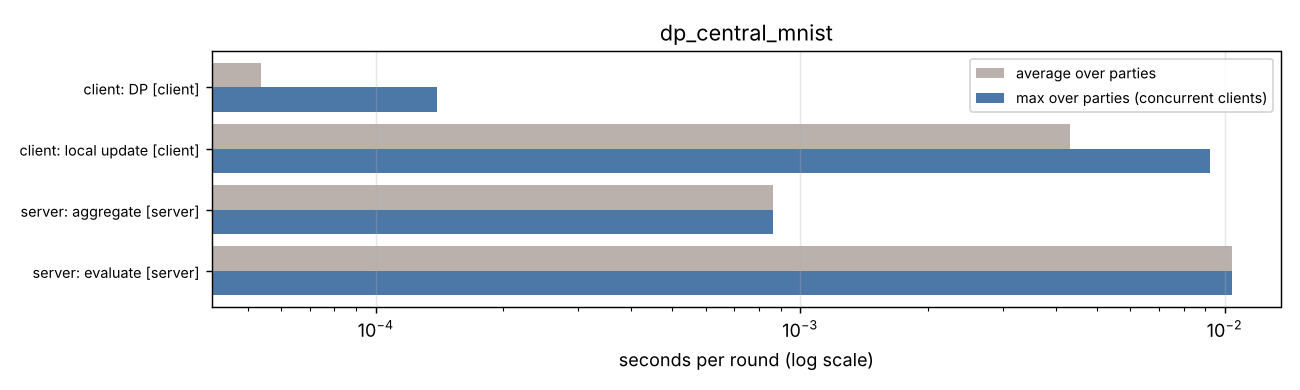 dp_central_mnist
average over parties
max over parties (concurrent clients)
client: DP [client]
client: local update [client]
server: aggregate [server]
server: evaluate [server]
10⁻⁴
10⁻³
10⁻²
seconds per round (log scale)